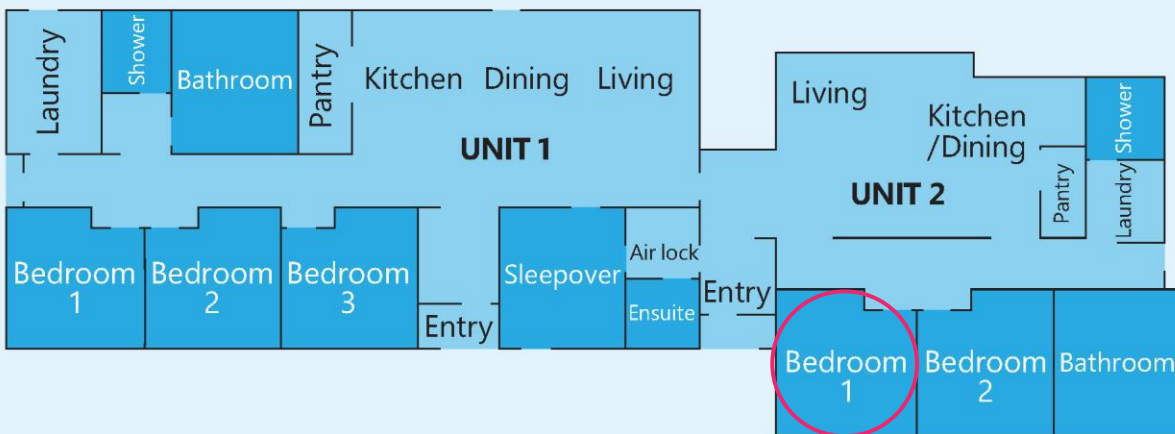 Laundry
Shower
Bathroom
Pantry
Kitchen Dining Living
UNIT 1
Bedroom
1
Bedroom
2
Bedroom
3
Entry
Sleepover
Air lock
Ensuite
Entry
Living
Kitchen
/Dining
UNIT 2
Shower
Pantry
Laundry
Bedroom
1
Bedroom
2
Bathroom